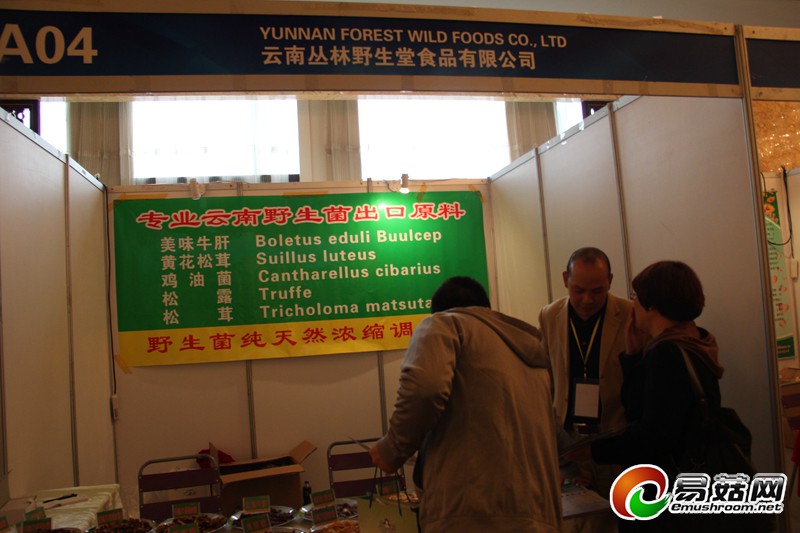 A04
YUNNAN FOREST WILD FOODS CO., LTD
云南丛林野生堂食品有限公司
专业云南野生菌出口原料
美味牛肝 Boletus eduli Buulcep
黄花松茸 Suillus luteus
鸡油菌 Cantharellus cibarius
松露 Truffe
松茸 Tricholoma matsuta
野生菌纯天然浓缩调
易菇网
emushroom.net